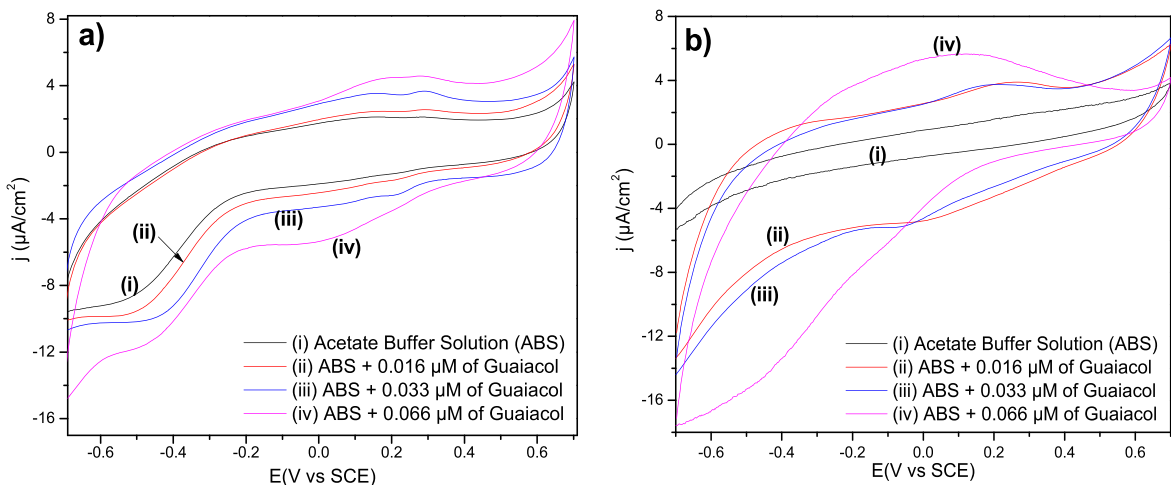 a)
j (μA/cm²)
8
4
0
-4
-8
-12
-16
(i)
(ii)
(iii)
(iv)
(i) Acetate Buffer Solution (ABS)
(ii) ABS + 0.016 μM of Guaiacol
(iii) ABS + 0.033 μM of Guaiacol
(iv) ABS + 0.066 μM of Guaiacol
-0.6 -0.4 -0.2 0.0 0.2 0.4 0.6
E(V vs SCE)
b)
j (μA/cm²)
8
4
0
-4
-8
-12
-16
(iv)
(i)
(ii)
(iii)
(i) Acetate Buffer Solution (ABS)
(ii) ABS + 0.016 μM of Guaiacol
(iii) ABS + 0.033 μM of Guaiacol
(iv) ABS + 0.066 μM of Guaiacol
-0.6 -0.4 -0.2 0.0 0.2 0.4 0.6
E(V vs SCE)